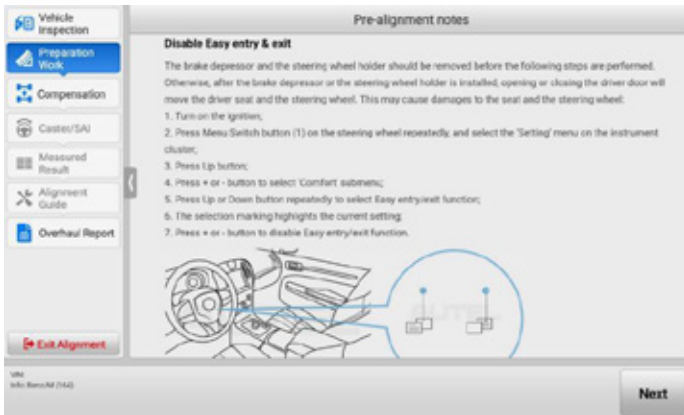 Vehicle
Inspection
Pre-alignment notes
Preparation
Work
Compensation
Caster/SAI
Measured
Result
Alignment
Guide
Overhaul Report
Exit Alignment
Disable Easy entry & exit
The brake depressor and the steering wheel holder should be removed before the following steps are performed.
Otherwise, after the brake depressor or the steering wheel holder is installed, opening or closing the driver door will
move the driver seat and the steering wheel. This may cause damages to the seat and the steering wheel:
1. Turn on the ignition;
2. Press Menu Switch button (1) on the steering wheel repeatedly, and select the 'Setting' menu on the instrument
cluster;
3. Press Up button;
4. Press + or - button to select 'Comfort' submenu;
5. Press Up or Down button repeatedly to select Easy entry/exit function;
6. The selection marking highlights the current setting;
7. Press + or - button to disable Easy entry/exit function.
AUTEL
VIN:
Info: Benz/M (164)
Next